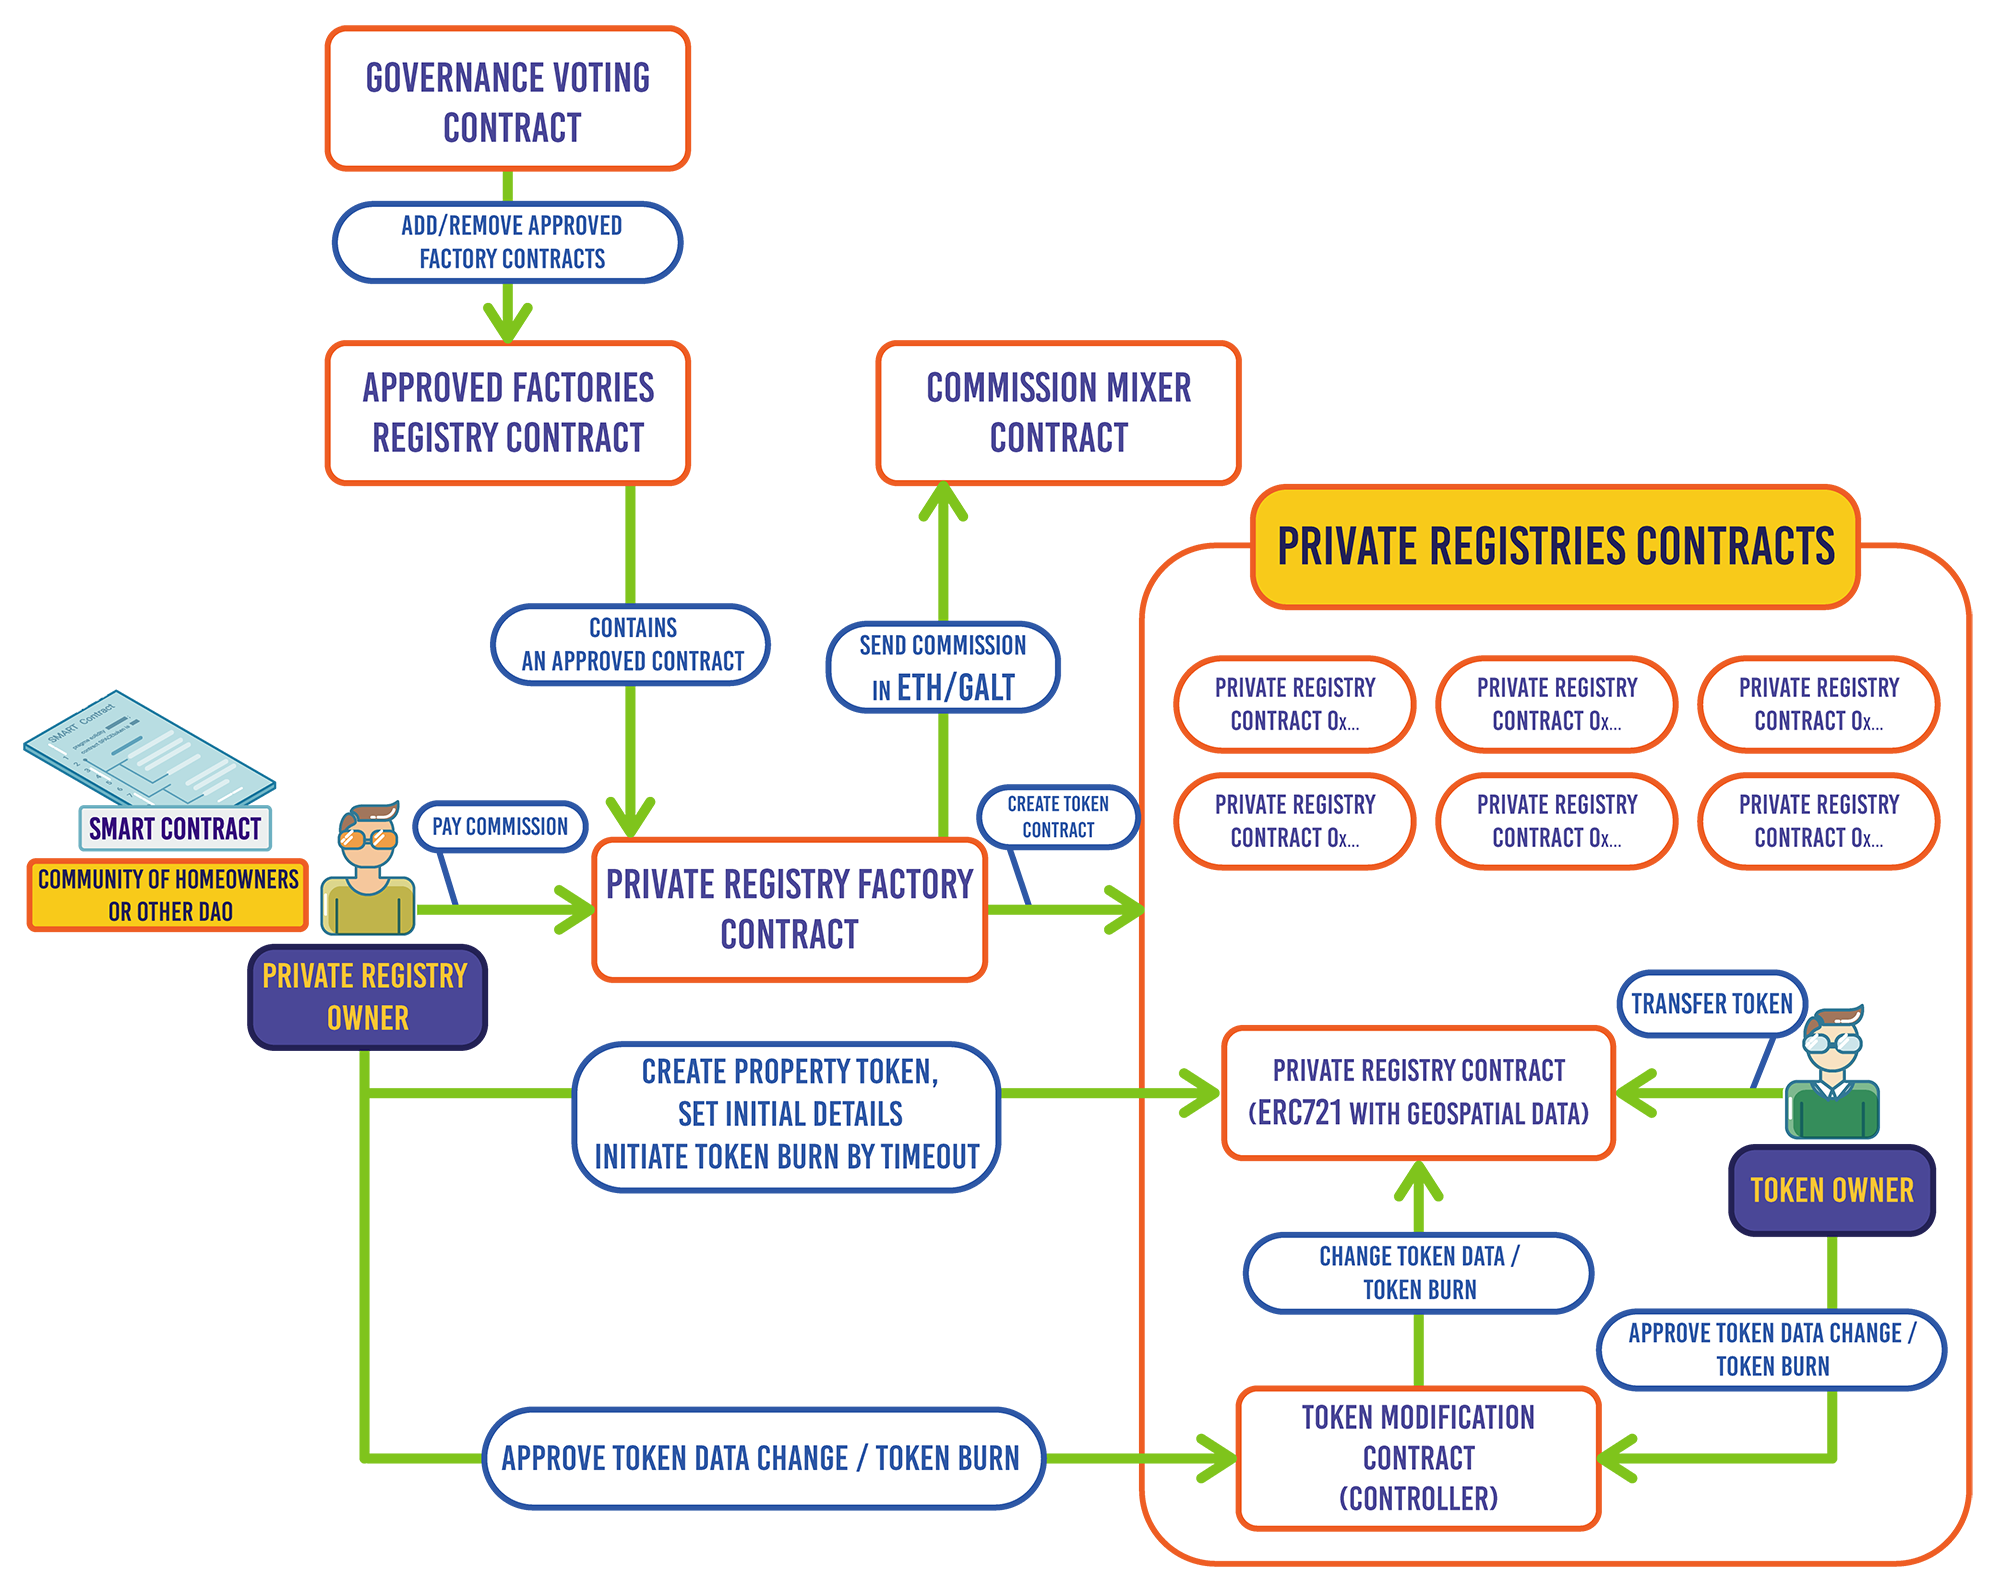 GOVERNANCE VOTING
CONTRACT
ADD/REMOVE APPROVED
FACTORY CONTRACTS
APPROVED FACTORIES
REGISTRY CONTRACT
COMMISSION MIXER
CONTRACT
PRIVATE REGISTRIES CONTRACTS
CONTAINS
AN APPROVED CONTRACT
SEND COMMISSION
IN ETH/GALT
PRIVATE REGISTRY
CONTRACT 0x...
PRIVATE REGISTRY
CONTRACT 0x...
PRIVATE REGISTRY
CONTRACT 0x...
PRIVATE REGISTRY
CONTRACT 0x...
PRIVATE REGISTRY
CONTRACT 0x...
PRIVATE REGISTRY
CONTRACT 0x...
SMART Contract
pragma solidity
SMART CONTRACT
COMMUNITY OF HOMEOWNERS
OR OTHER DAO
PRIVATE REGISTRY
OWNER
PAY COMMISSION
PRIVATE REGISTRY FACTORY
CONTRACT
CREATE TOKEN
CONTRACT
CREATE PROPERTY TOKEN,
SET INITIAL DETAILS
INITIATE TOKEN BURN BY TIMEOUT
PRIVATE REGISTRY CONTRACT
(ERC721 WITH GEOSPATIAL DATA)
TRANSFER TOKEN
TOKEN OWNER
CHANGE TOKEN DATA /
TOKEN BURN
APPROVE TOKEN DATA CHANGE /
TOKEN BURN
APPROVE TOKEN DATA CHANGE / TOKEN BURN
TOKEN MODIFICATION
CONTRACT
(CONTROLLER)